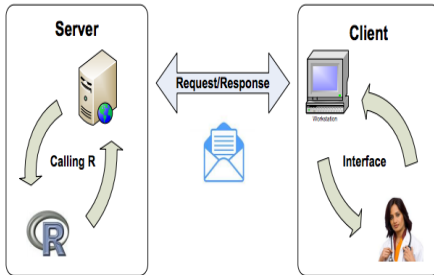 Server
Client
Request/Response
Workstation
Calling R
Interface
R